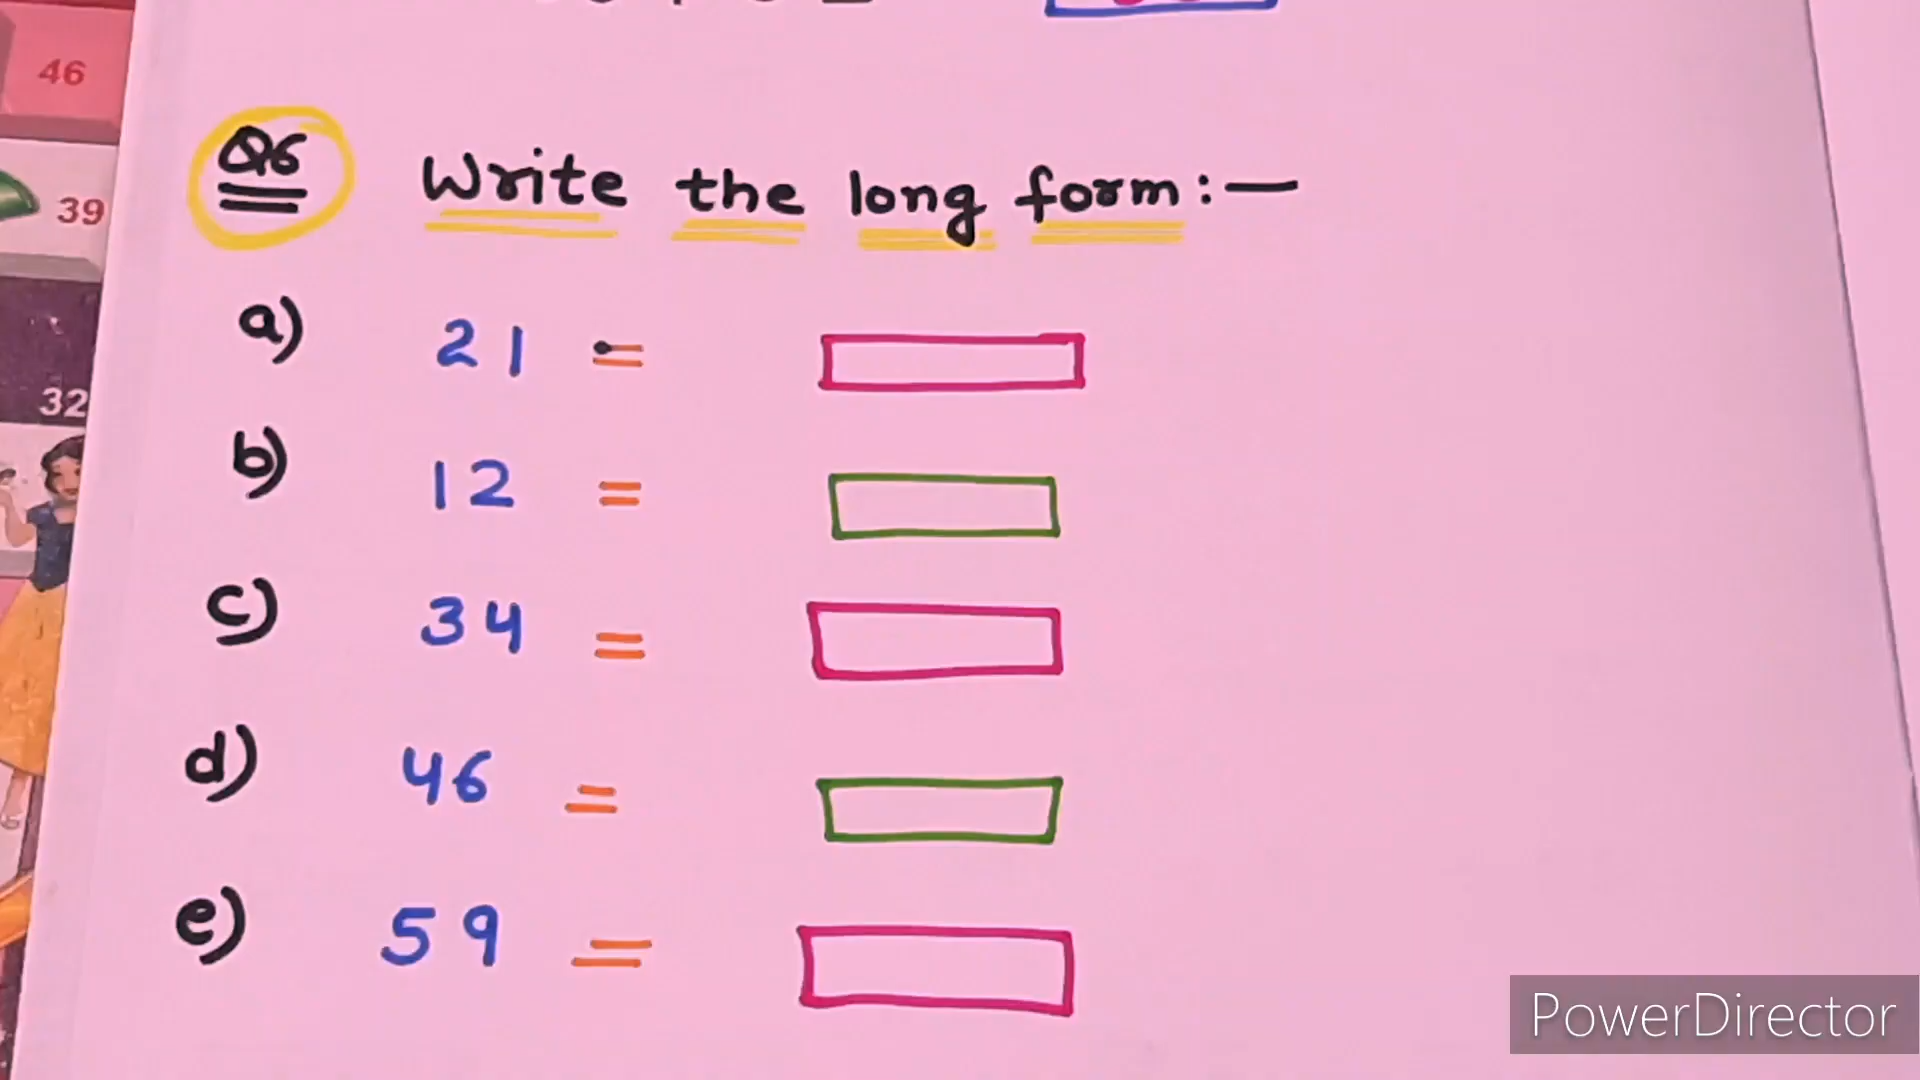 46
39
32
Q6 Write the long form:—
a) 21 =
b) 12 =
c) 34 =
d) 46 =
e) 59 =
PowerDirector